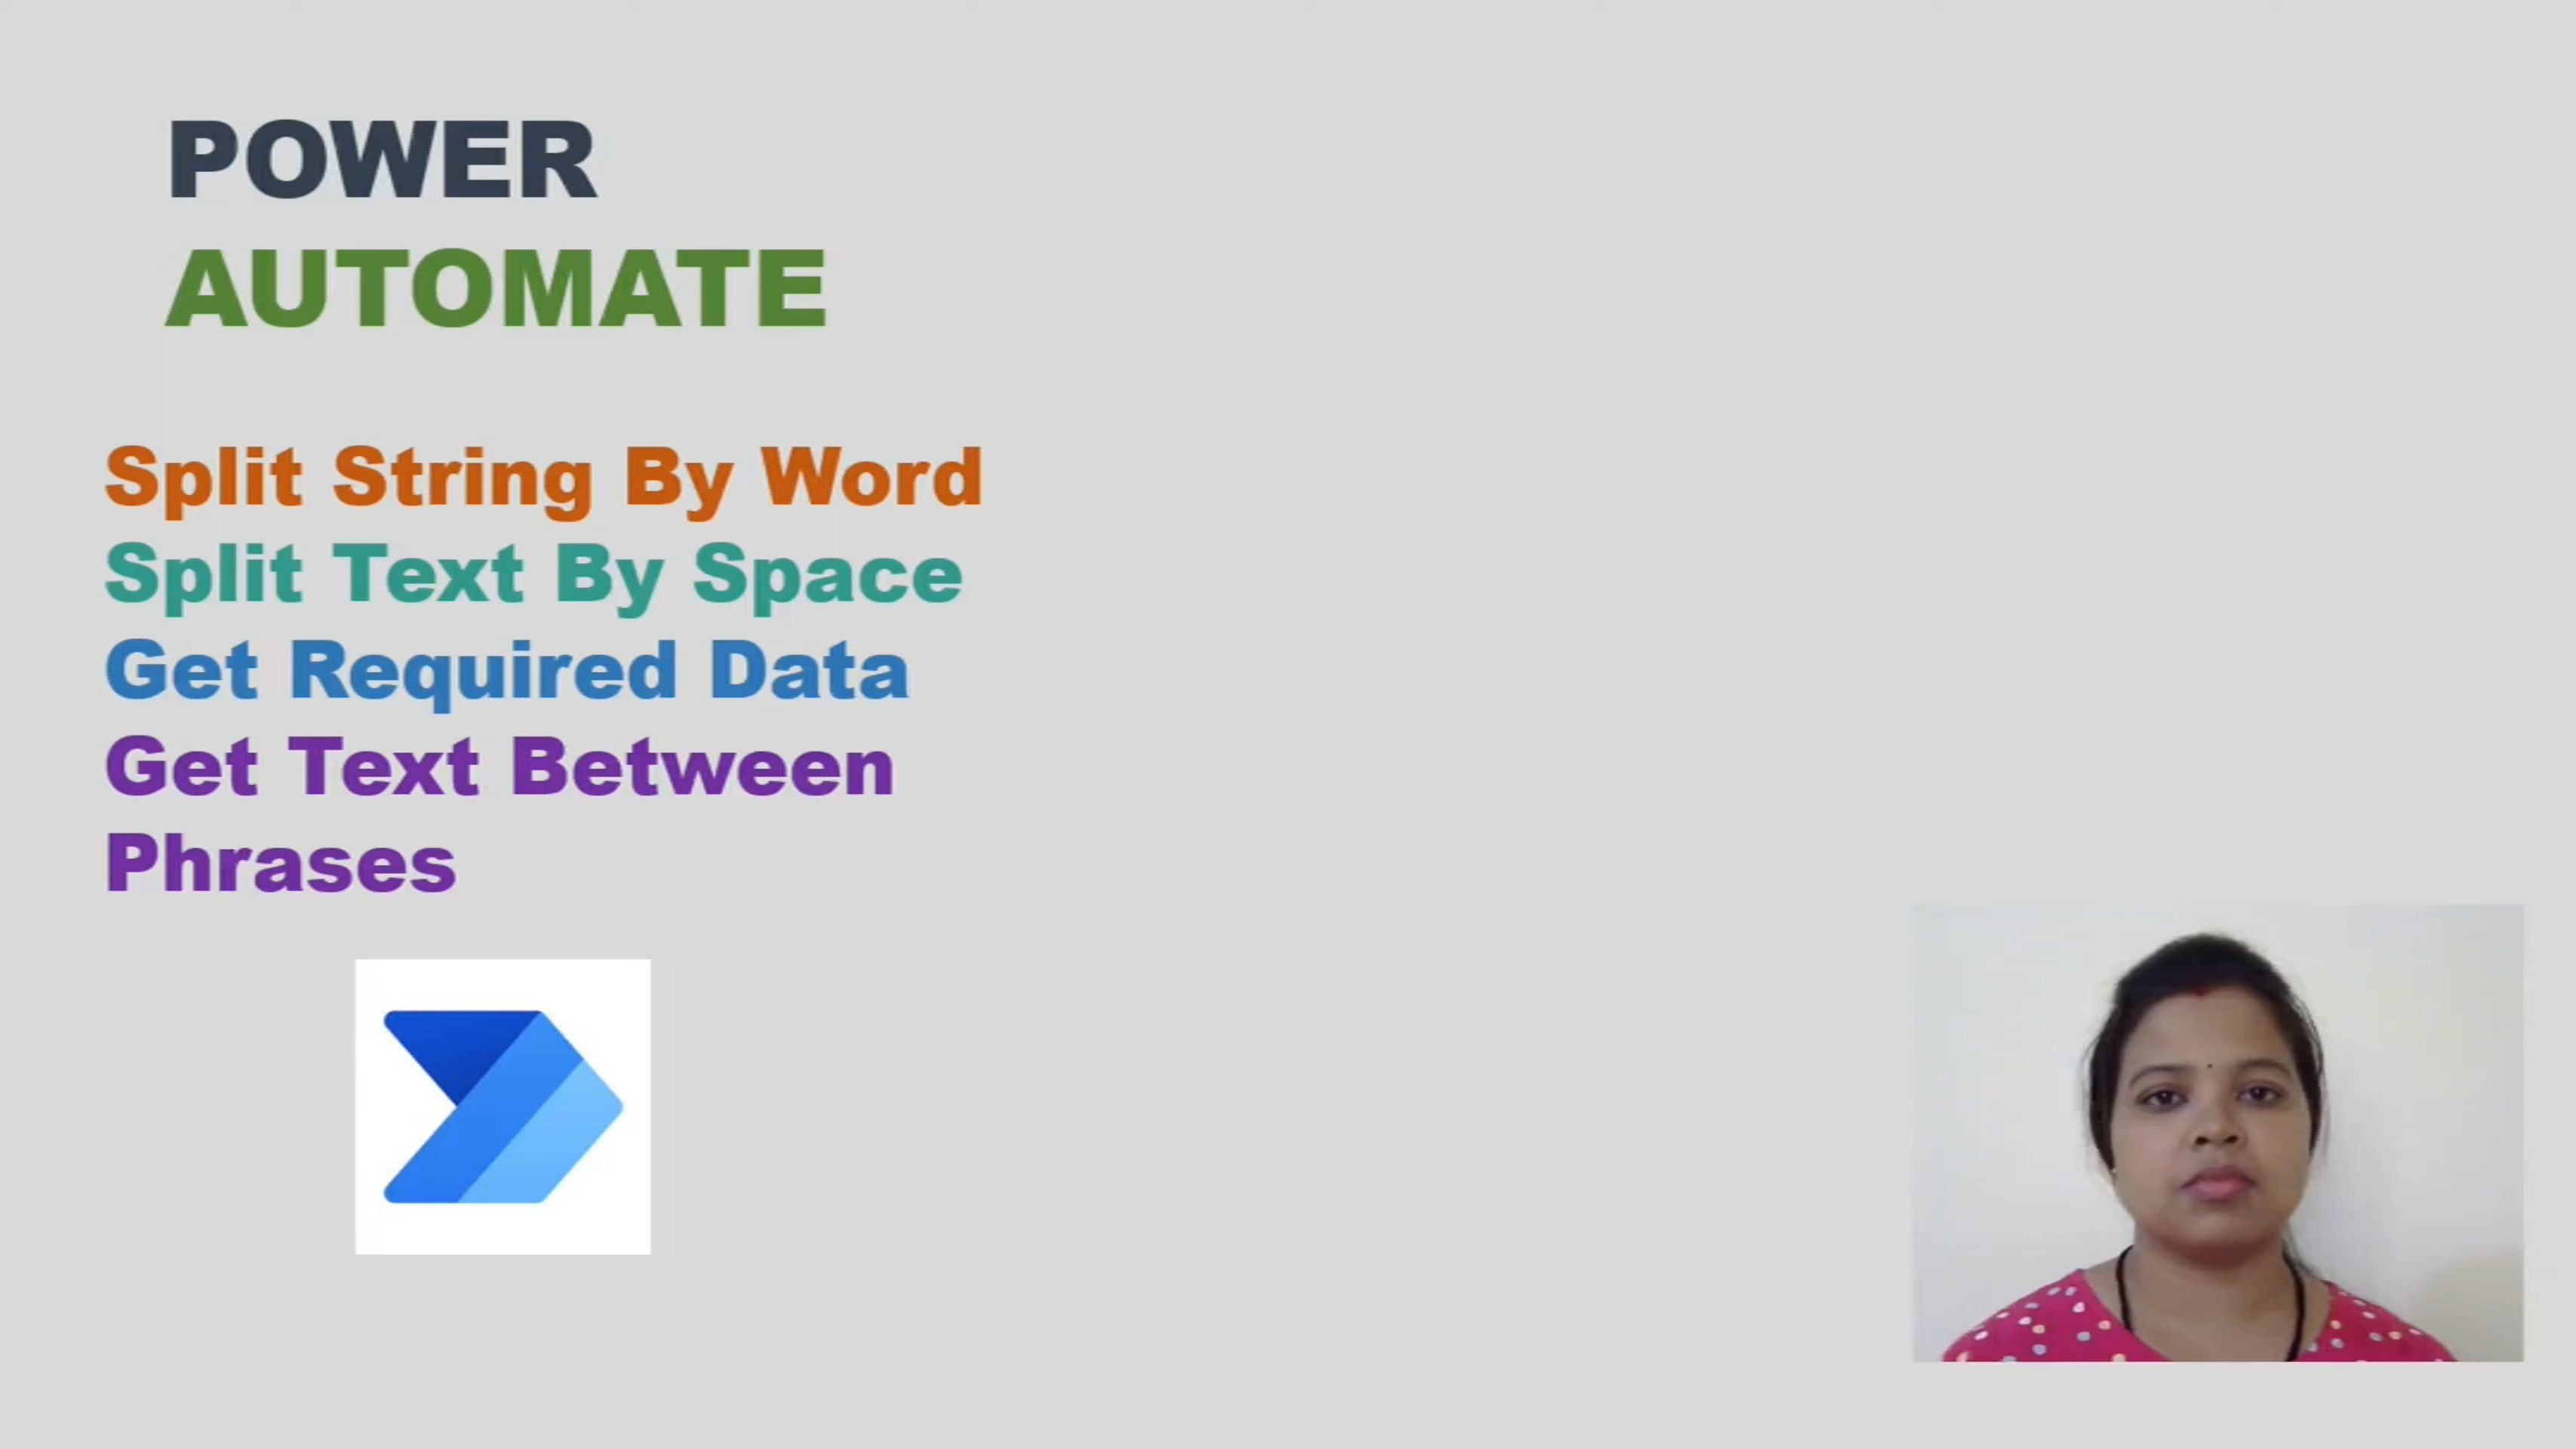 POWER
AUTOMATE
Split String By Word
Split Text By Space
Get Required Data
Get Text Between
Phrases